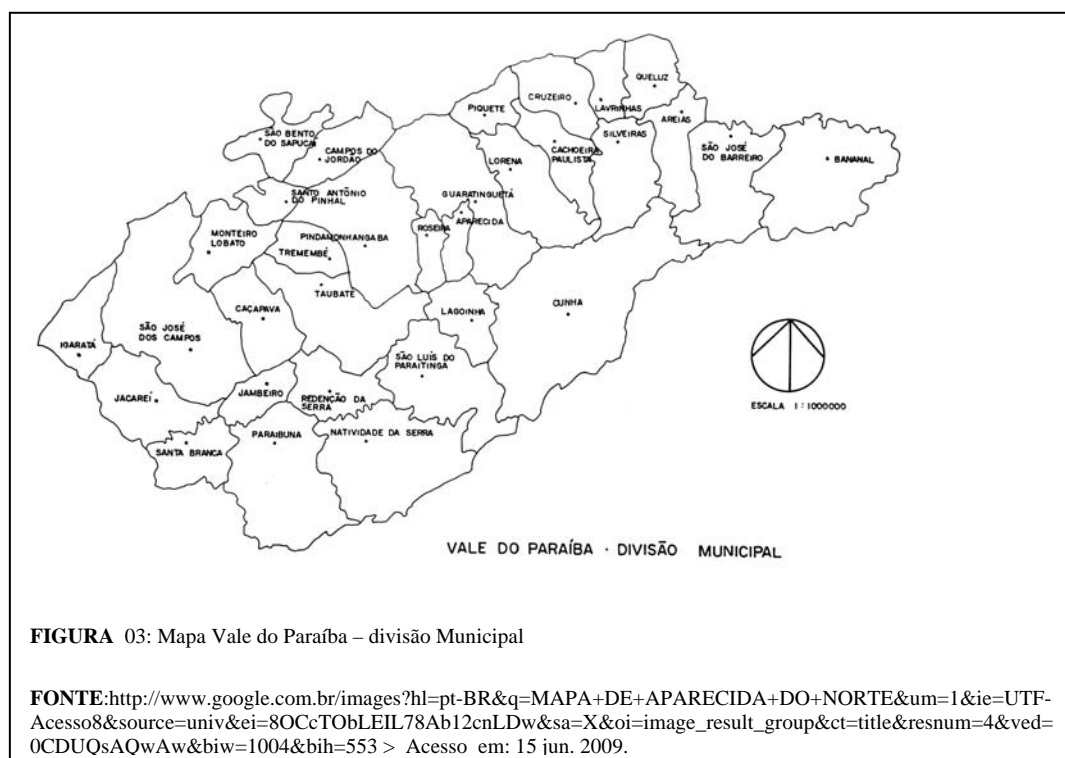 QUELUZ
CRUZEIRO
LAVRINHAS
PIQUETE
AREIAS
SILVEIRAS
SÃO BENTO
DO SAPUCAÍ
CAMPOS DO
JORDÃO
CACHOEIRA
PAULISTA
SÃO JOSÉ
DO BARREIRO
BANANAL
LORENA
SANTO ANTÔNIO
DO PINHAL
GUARATINGUETÁ
APARECIDA
ROSEIRA
MONTEIRO
LOBATO
PINDAMONHANGABA
TREMEMBÉ
TAUBATÉ
CAÇAPAVA
LAGOINHA
CUNHA
SÃO JOSÉ
DOS CAMPOS
IGARATÁ
SÃO LUÍS DO
PARAITINGA
JACAREÍ
JAMBEIRO
REDENÇÃO DA
SERRA
ESCALA 1:1000000
SANTA BRANCA
PARAIBUNA
NATIVIDADE DA SERRA
VALE DO PARAÍBA · DIVISÃO MUNICIPAL
FIGURA 03: Mapa Vale do Paraíba – divisão Municipal
FONTE:http://www.google.com.br/images?hl=pt-BR&q=MAPA+DE+APARECIDA+DO+NORTE&um=1&ie=UTF-
Acesso8&source=univ&ei=8OCcTObLEIL78Ab12cnLDw&sa=X&oi=image_result_group&ct=title&resnum=4&ved=
0CDUQsAQwAw&biw=1004&bih=553 > Acesso em: 15 jun. 2009.